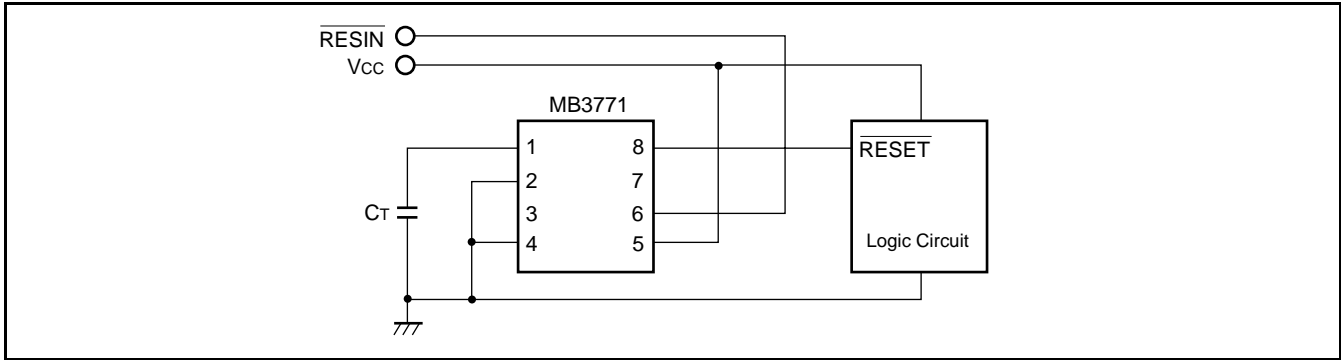 RESIN
VCC
MB3771
1
2
3
4
8
7
6
5
CT
RESET
Logic Circuit